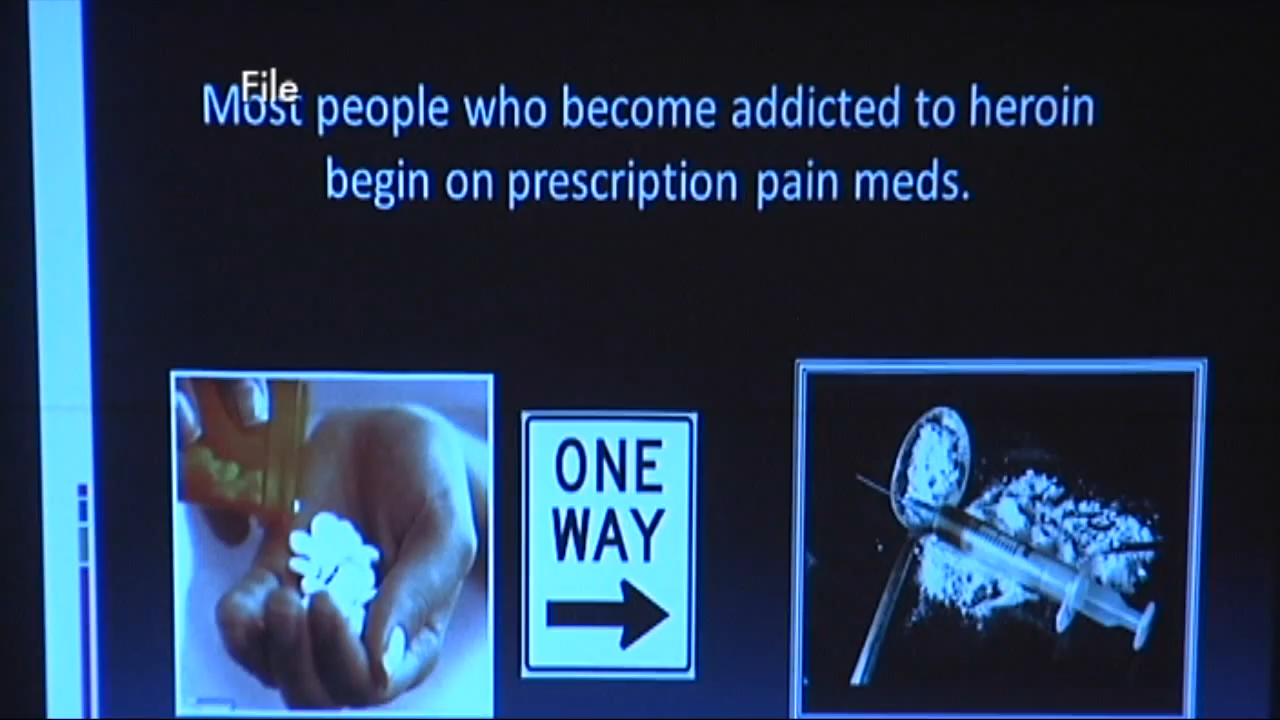 File
Most people who become addicted to heroin
begin on prescription pain meds.
ONE
WAY